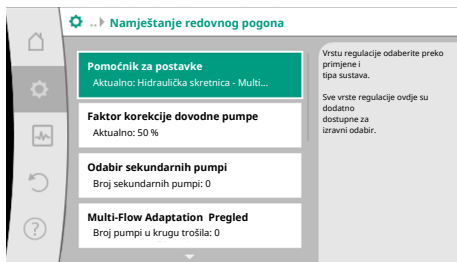 .. Namještanje redovnog pogona
Pomoćnik za postavke
Aktualno: Hidraulička skretnica - Multi...
Faktor korekcije dovodne pumpe
Aktualno: 50 %
Odabir sekundarnih pumpi
Broj sekundarnih pumpi: 0
Multi-Flow Adaptation Pregled
Broj pumpi u krugu trošila: 0
Vrstu regulacije odaberite preko
primjene i
tipa sustava.
Sve vrste regulacije ovdje su
dodatno
dostupne za
izravni odabir.